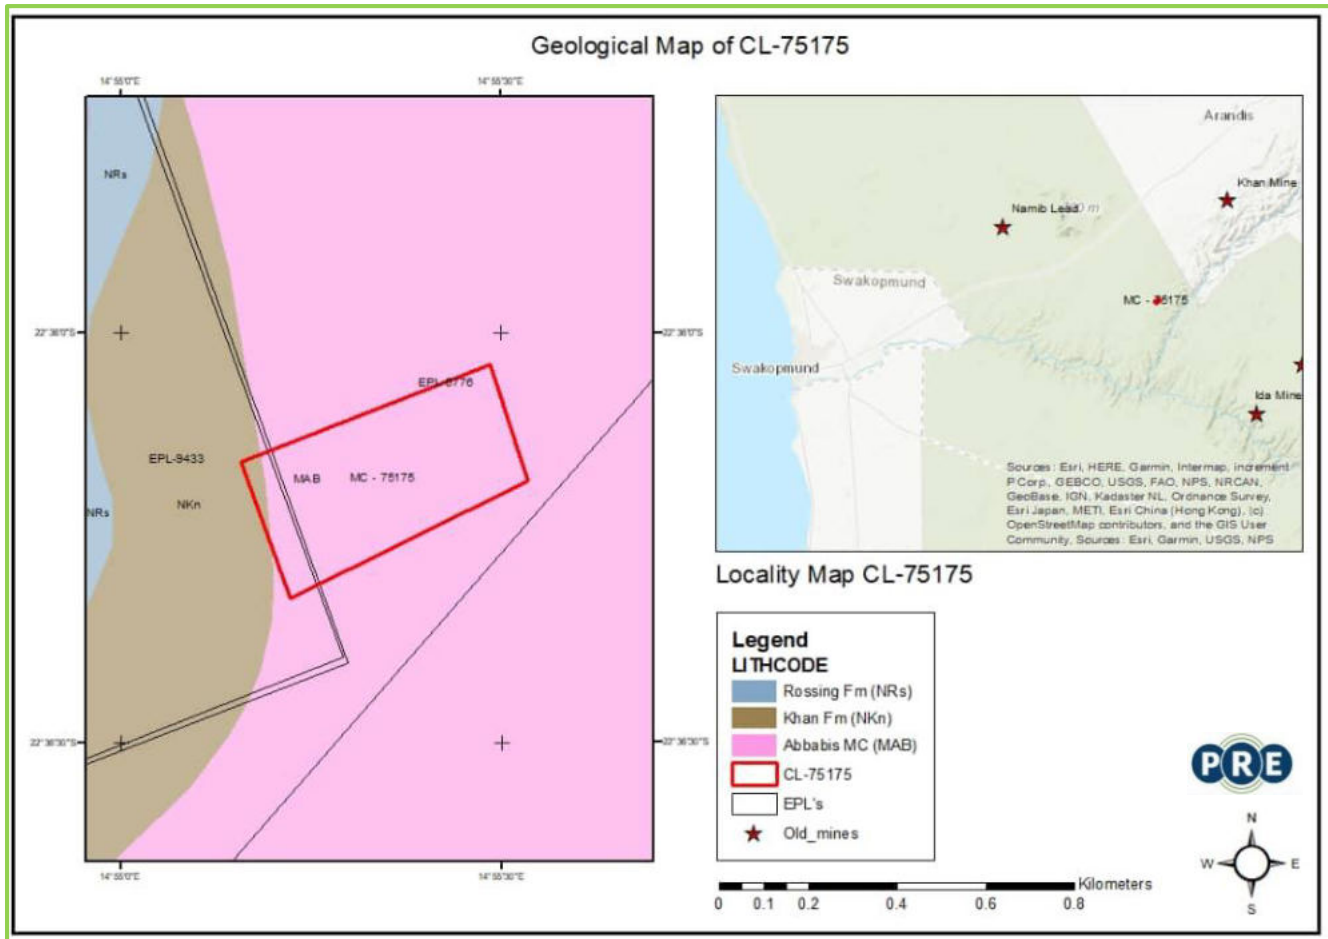 Geological Map of CL-75175
14°55'0"E
14°55'30"E
NRs
22°36'0"S
22°36'0"S
EPL-8776
EPL-9433
MAB
MC - 75175
NKn
NRs
22°36'30"S
22°36'30"S
14°55'0"E
14°55'30"E
Arandis
Khan Mine
Namib Lead
Swakopmund
MC - 75175
Swakopmund
Ida Mine
Sources: Esri, HERE, Garmin, Intermap, increment
P Corp., GEBCO, USGS, FAO, NPS, NRCAN,
GeoBase, IGN, Kadaster NL, Ordnance Survey,
Esri Japan, METI, Esri China (Hong Kong), (c)
OpenStreetMap contributors, and the GIS User
Community, Sources: Esri, Garmin, USGS, NPS
Locality Map CL-75175
Legend
LITHCODE
Rossing Fm (NRs)
Khan Fm (NKn)
Abbabis MC (MAB)
CL-75175
EPL's
Old_mines
PRE
N
W
E
S
Kilometers
0 0.1 0.2 0.4 0.6 0.8